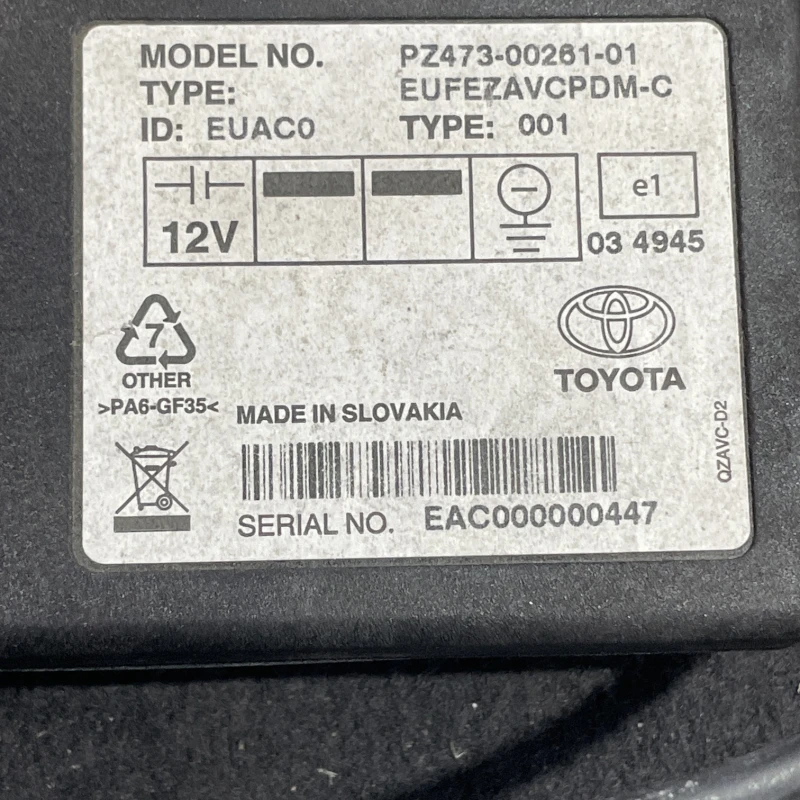 MODEL NO. PZ473-00261-01
TYPE: EUFEZAVCPDM-C
ID: EUAC0 TYPE: 001
12V
e1
03 4945
7
OTHER
>PA6-GF35<
TOYOTA
MADE IN SLOVAKIA
QZAVC-D2
SERIAL NO. EAC000000447